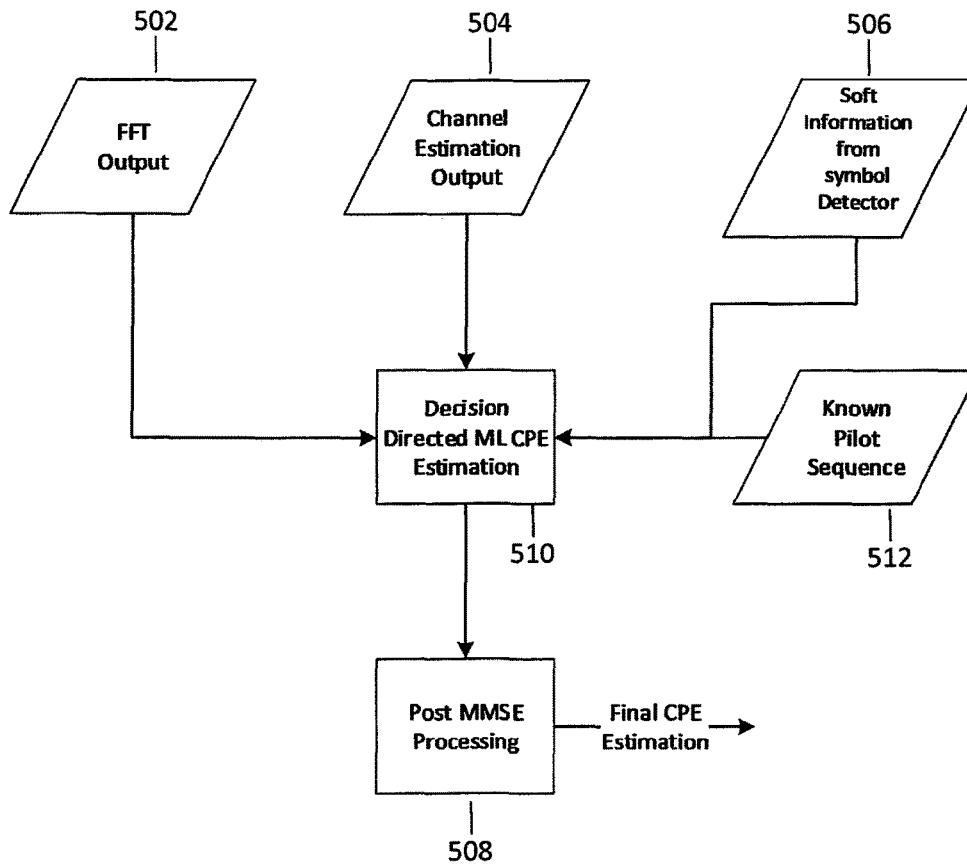 502
504
506
FFT
Output
Channel
Estimation
Output
Soft
Information
from
symbol
Detector
Decision
Directed ML CPE
Estimation
Known
Pilot
Sequence
510
512
Post MMSE
Processing
Final CPE
Estimation
508